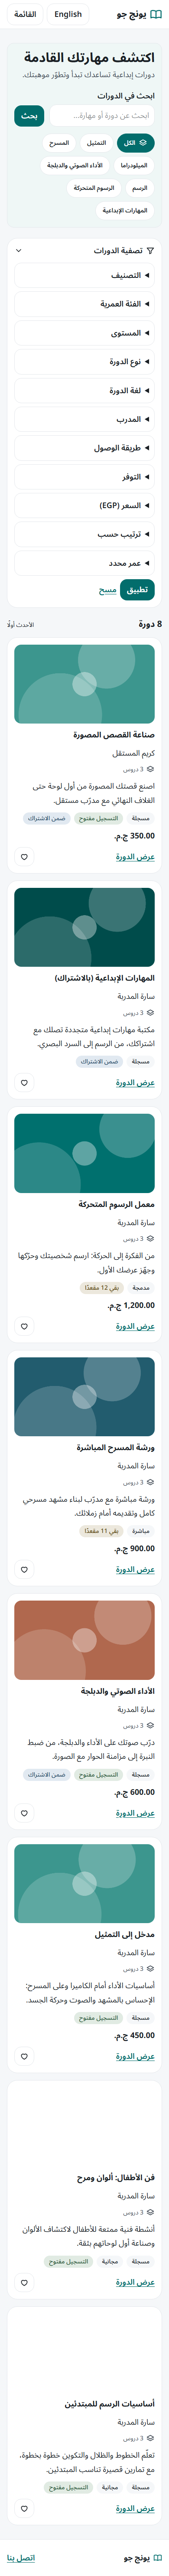 يونج جو
English
القائمة
اكتشف مهارتك القادمة
دورات إبداعية تساعدك تبدأ وتطوّر موهبتك.
ابحث في الدورات
ابحث عن دورة أو مهارة...
بحث
الكل
التمثيل
المسرح
الميلودراما
الأداء الصوتي والدبلجة
الرسم
الرسوم المتحركة
المهارات الإبداعية
تصفية الدورات
التصنيف
الفئة العمرية
المستوى
نوع الدورة
لغة الدورة
المدرب
طريقة الوصول
التوفر
السعر (EGP)
ترتيب حسب
عمر محدد
تطبيق
مسح
8 دورة
الأحدث أولًا
صناعة القصص المصورة
كريم المستقل
3 دروس
اصنع قصتك المصورة من أول لوحة حتى
الغلاف النهائي مع مدرّب مستقل.
مسجلة
التسجيل مفتوح
ضمن الاشتراك
350.00 ج.م.
عرض الدورة
المهارات الإبداعية (بالاشتراك)
سارة المدربة
3 دروس
مكتبة مهارات إبداعية متجددة تصلك مع
اشتراكك، من الرسم إلى السرد البصري.
مسجلة
ضمن الاشتراك
عرض الدورة
معمل الرسوم المتحركة
سارة المدربة
3 دروس
من الفكرة إلى الحركة: ارسم شخصيتك وحرّكها
وجهّز عرضك الأول.
مدمجة
بقي 12 مقعدًا
1,200.00 ج.م.
عرض الدورة
ورشة المسرح المباشرة
سارة المدربة
3 دروس
ورشة مباشرة مع مدرّب لبناء مشهد مسرحي
كامل وتقديمه أمام زملائك.
مباشرة
بقي 11 مقعدًا
900.00 ج.م.
عرض الدورة
الأداء الصوتي والدبلجة
سارة المدربة
3 دروس
درّب صوتك على الأداء والدبلجة، من ضبط
النبرة إلى مزامنة الحوار مع الصورة.
مسجلة
التسجيل مفتوح
ضمن الاشتراك
600.00 ج.م.
عرض الدورة
مدخل إلى التمثيل
سارة المدربة
3 دروس
أساسيات الأداء أمام الكاميرا وعلى المسرح:
الإحساس بالمشهد والصوت وحركة الجسد.
مسجلة
التسجيل مفتوح
450.00 ج.م.
عرض الدورة
فن الأطفال: ألوان ومرح
سارة المدربة
3 دروس
أنشطة فنية ممتعة للأطفال لاكتشاف الألوان
وصناعة أول لوحاتهم بثقة.
مسجلة
مجانية
التسجيل مفتوح
عرض الدورة
أساسيات الرسم للمبتدئين
سارة المدربة
3 دروس
تعلّم الخطوط والظلال والتكوين خطوة بخطوة،
مع تمارين قصيرة تناسب المبتدئين.
مسجلة
مجانية
التسجيل مفتوح
عرض الدورة
يونج جو
اتصل بنا